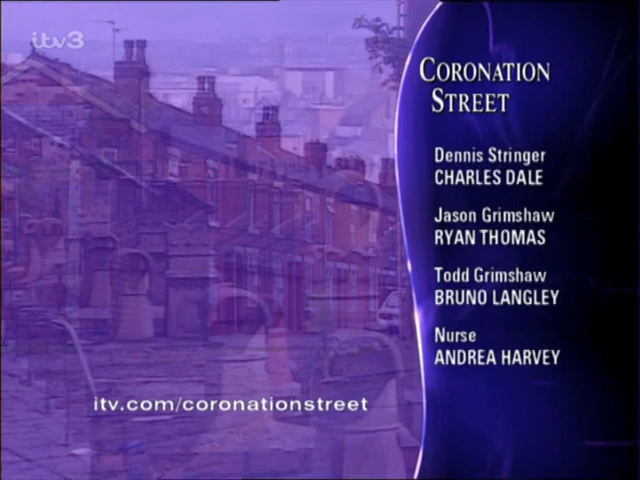 itv3
CORONATION
STREET
Dennis Stringer
CHARLES DALE
Jason Grimshaw
RYAN THOMAS
Todd Grimshaw
BRUNO LANGLEY
Nurse
ANDREA HARVEY
itv.com/coronationstreet